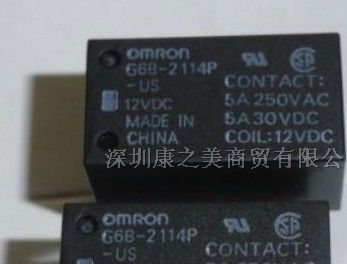 OMRON
G6B-2114P
-US
12VDC
MADE IN
CHINA
CONTACT:
5A 250VAC
5A 30VDC
COIL:12VDC
深圳康之美商贸有限公司
OMRON
G6B-2114P
-US
CONTACT: